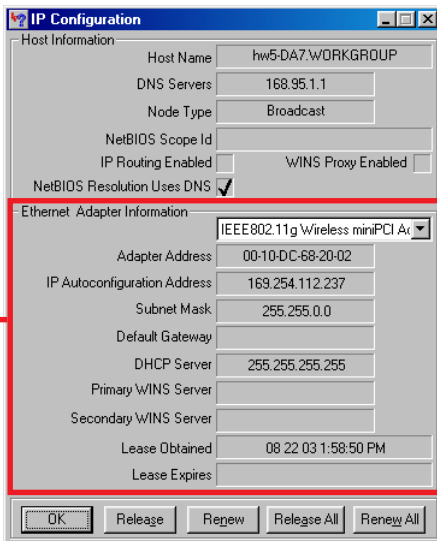 IP Configuration
Host Information
Host Name hw5-DA7.WORKGROUP
DNS Servers 168.95.1.1
Node Type Broadcast
NetBIOS Scope Id
IP Routing Enabled WINS Proxy Enabled
NetBIOS Resolution Uses DNS
Ethernet Adapter Information
IEEE802.11g Wireless miniPCI Ad
Adapter Address 00-10-DC-68-20-02
IP Autoconfiguration Address 169.254.112.237
Subnet Mask 255.255.0.0
Default Gateway
DHCP Server 255.255.255.255
Primary WINS Server
Secondary WINS Server
Lease Obtained 08 22 03 1:58:50 PM
Lease Expires
OK Release Renew Release All Renew All